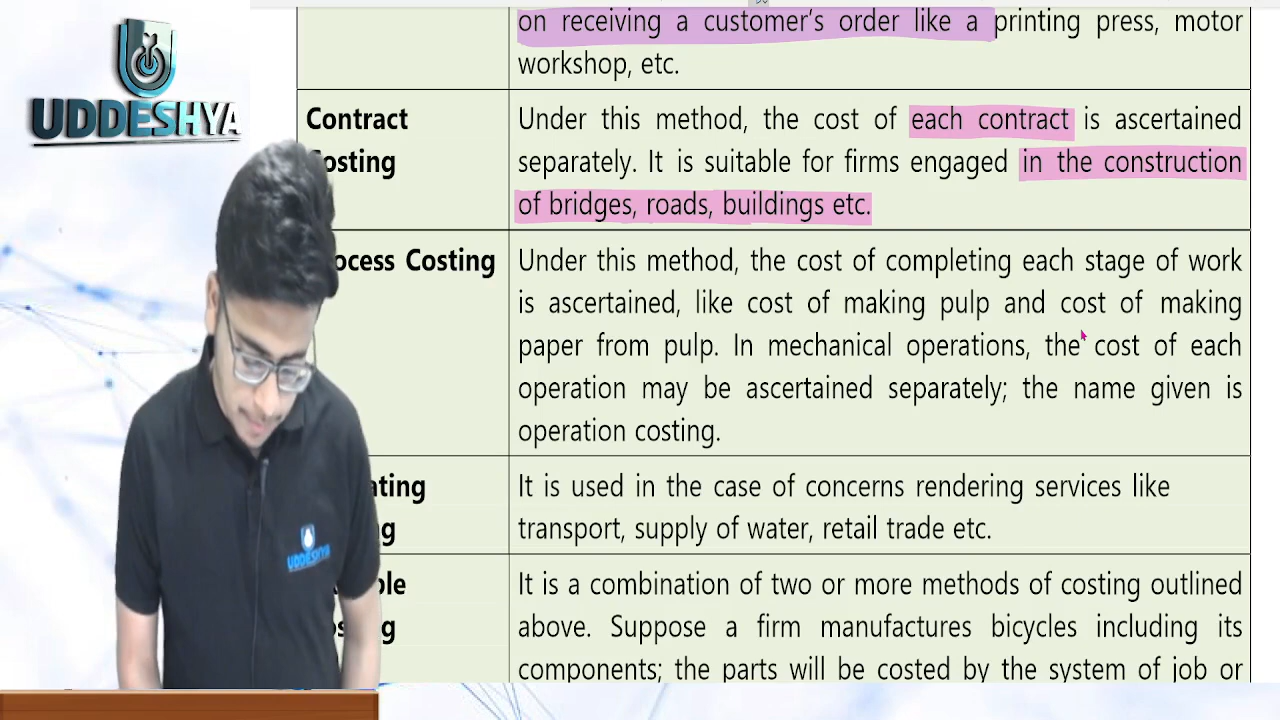 on receiving a customer's order like a printing press, motor
workshop, etc.
UDDESHYA
Contract
Costing
Under this method, the cost of each contract is ascertained
separately. It is suitable for firms engaged in the construction
of bridges, roads, buildings etc.
ocess Costing
Under this method, the cost of completing each stage of work
is ascertained, like cost of making pulp and cost of making
paper from pulp. In mechanical operations, the cost of each
operation may be ascertained separately; the name given is
operation costing.
ating
g
It is used in the case of concerns rendering services like
transport, supply of water, retail trade etc.
UDDESHYA
It is a combination of two or more methods of costing outlined
above. Suppose a firm manufactures bicycles including its
components; the parts will be costed by the system of job or